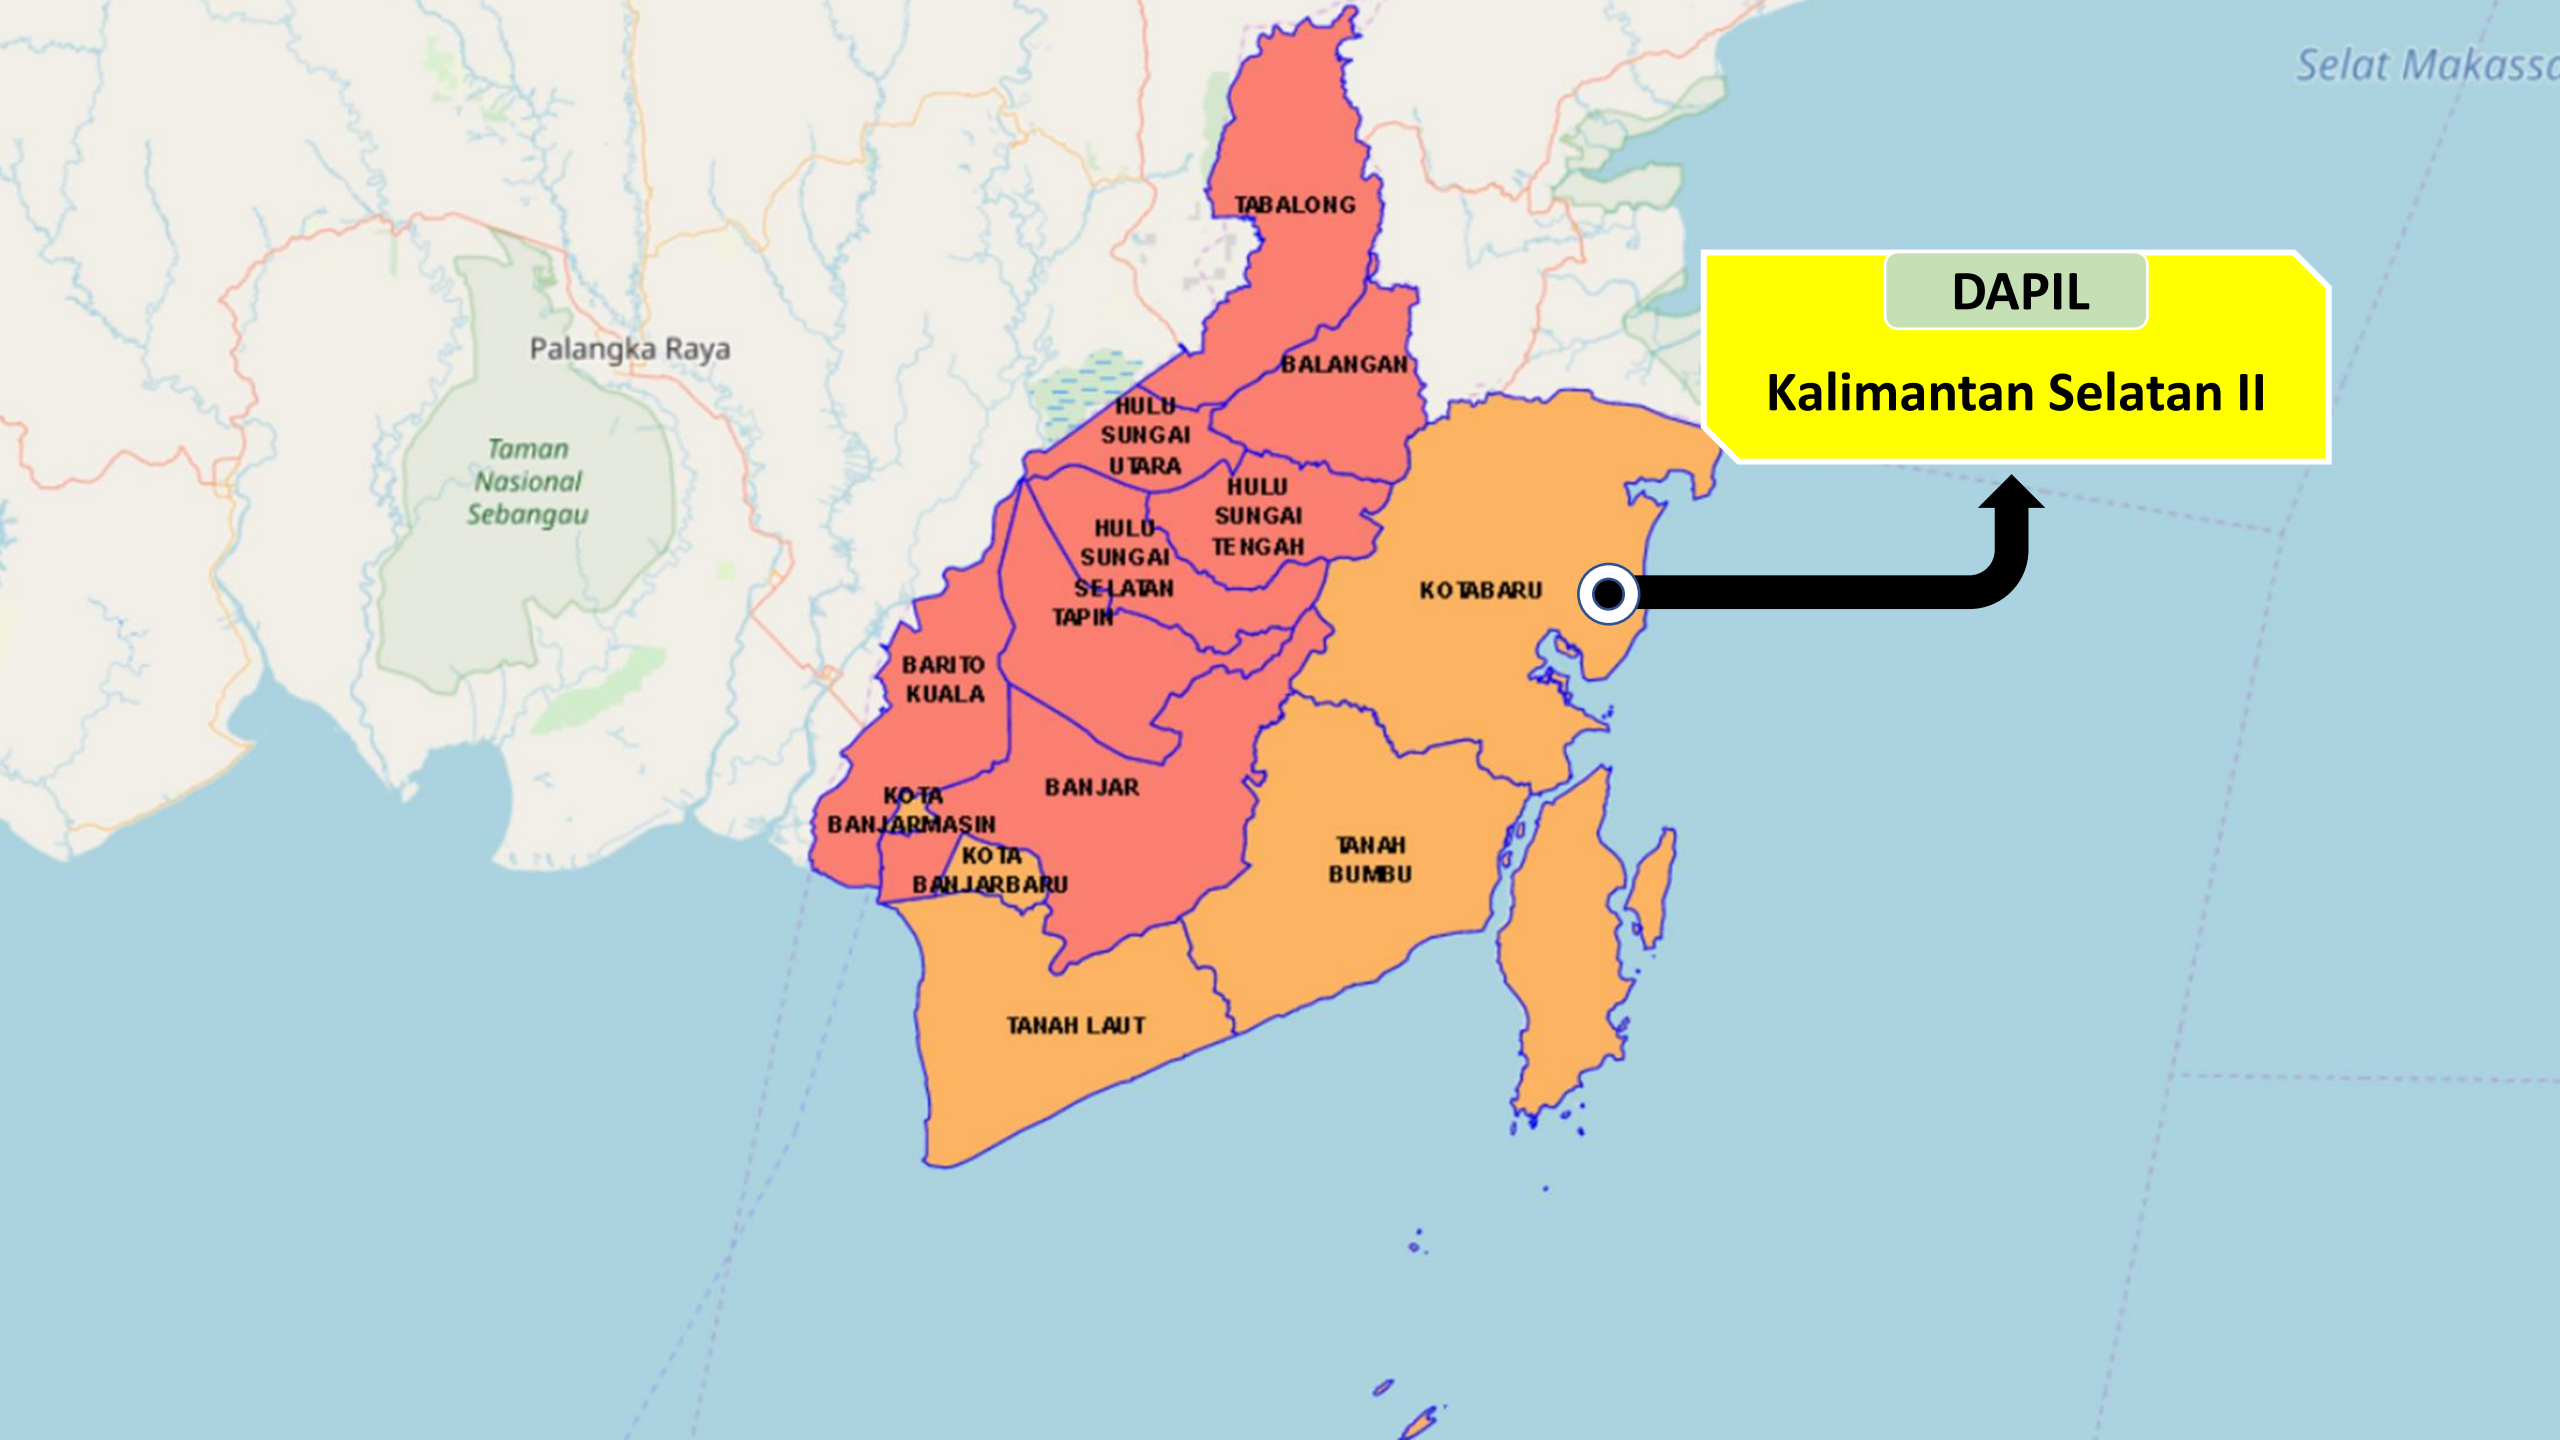 Selat Makassa
TABALONG
DAPIL
Kalimantan Selatan II
Palangka Raya
BALANGAN
HULU
SUNGAI
UTARA
Taman
Nasional
Sebangau
HULU
SUNGAI
TENGAH
HULU
SUNGAI
SELATAN
TAPIN
KOTABARU
BARITO
KUALA
BANJAR
KOTA
BANJARMASIN
KOTA
BANJARBARU
TANAH
BUMBU
TANAH LAUT